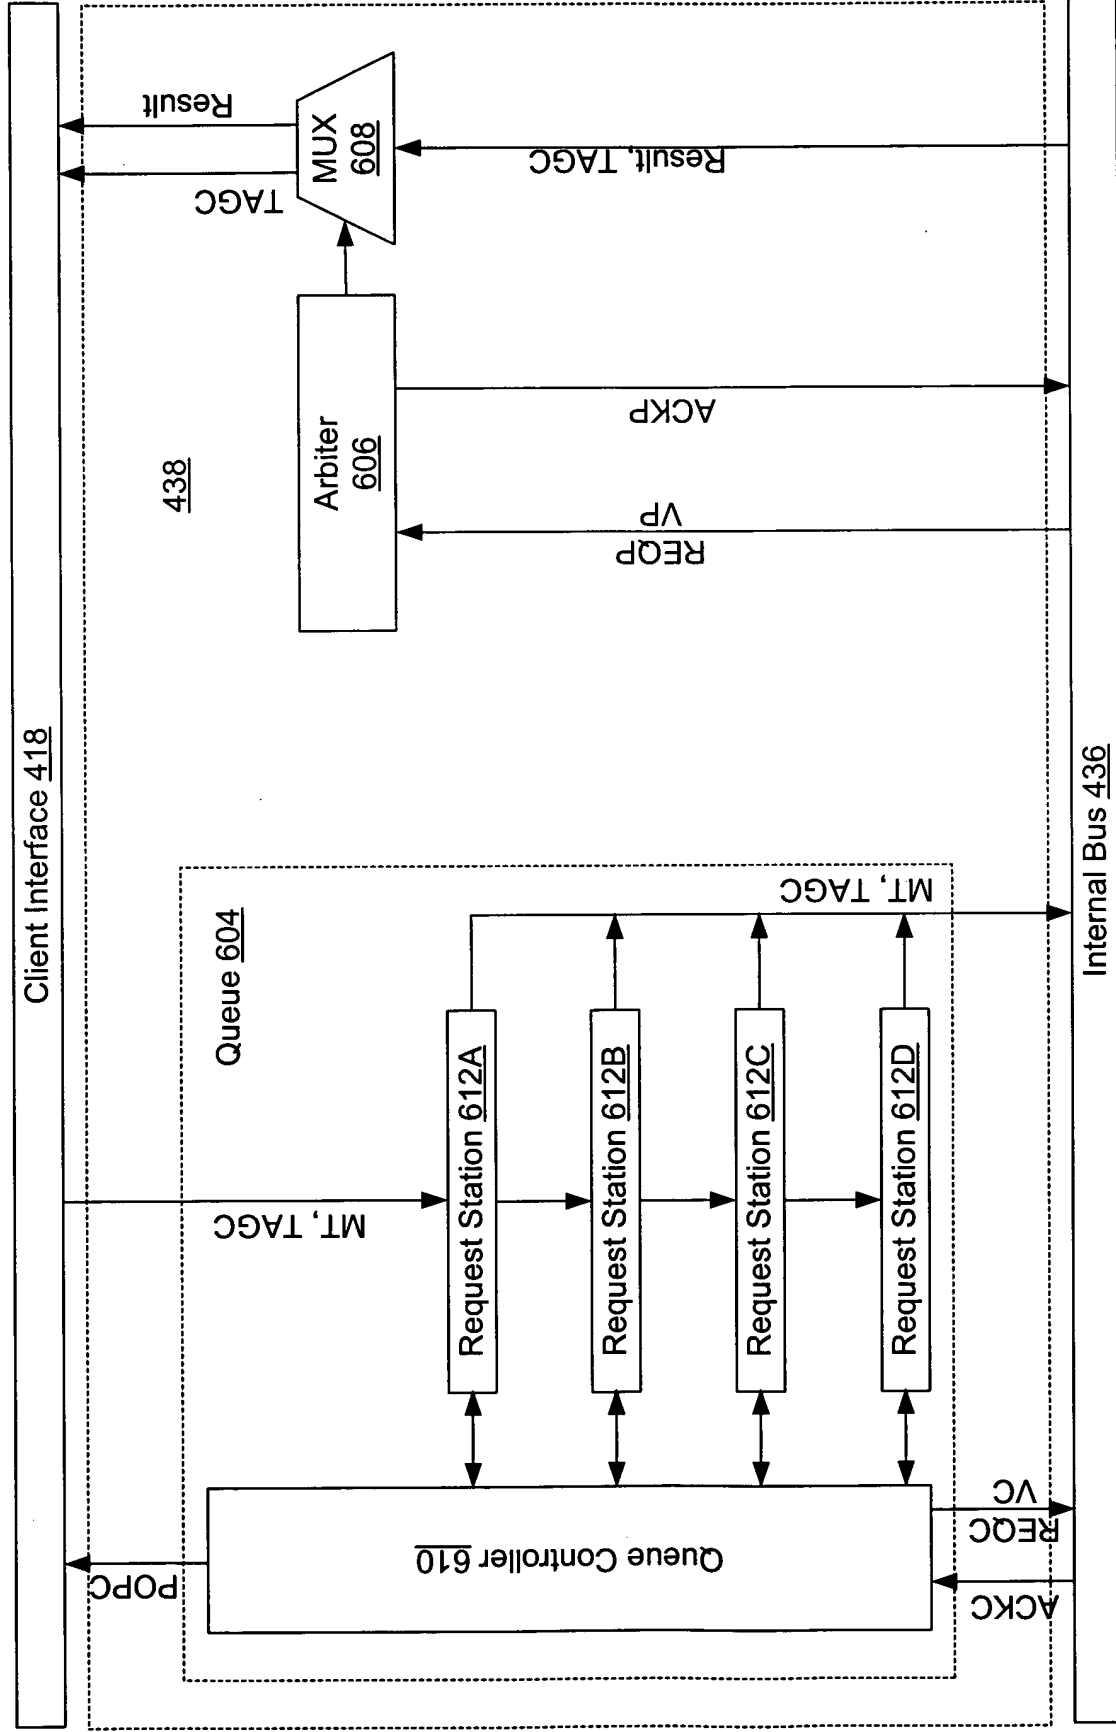 Client Interface 418
438
Result
TAGC
MUX
608
Result, TAGC
Arbiter
606
ACKP
VP
REQP
Queue 604
MT, TAGC
MT, TAGC
Request Station 612A
Request Station 612B
Request Station 612C
Request Station 612D
Queue Controller 610
POPC
VC
REQC
ACKC
Internal Bus 436